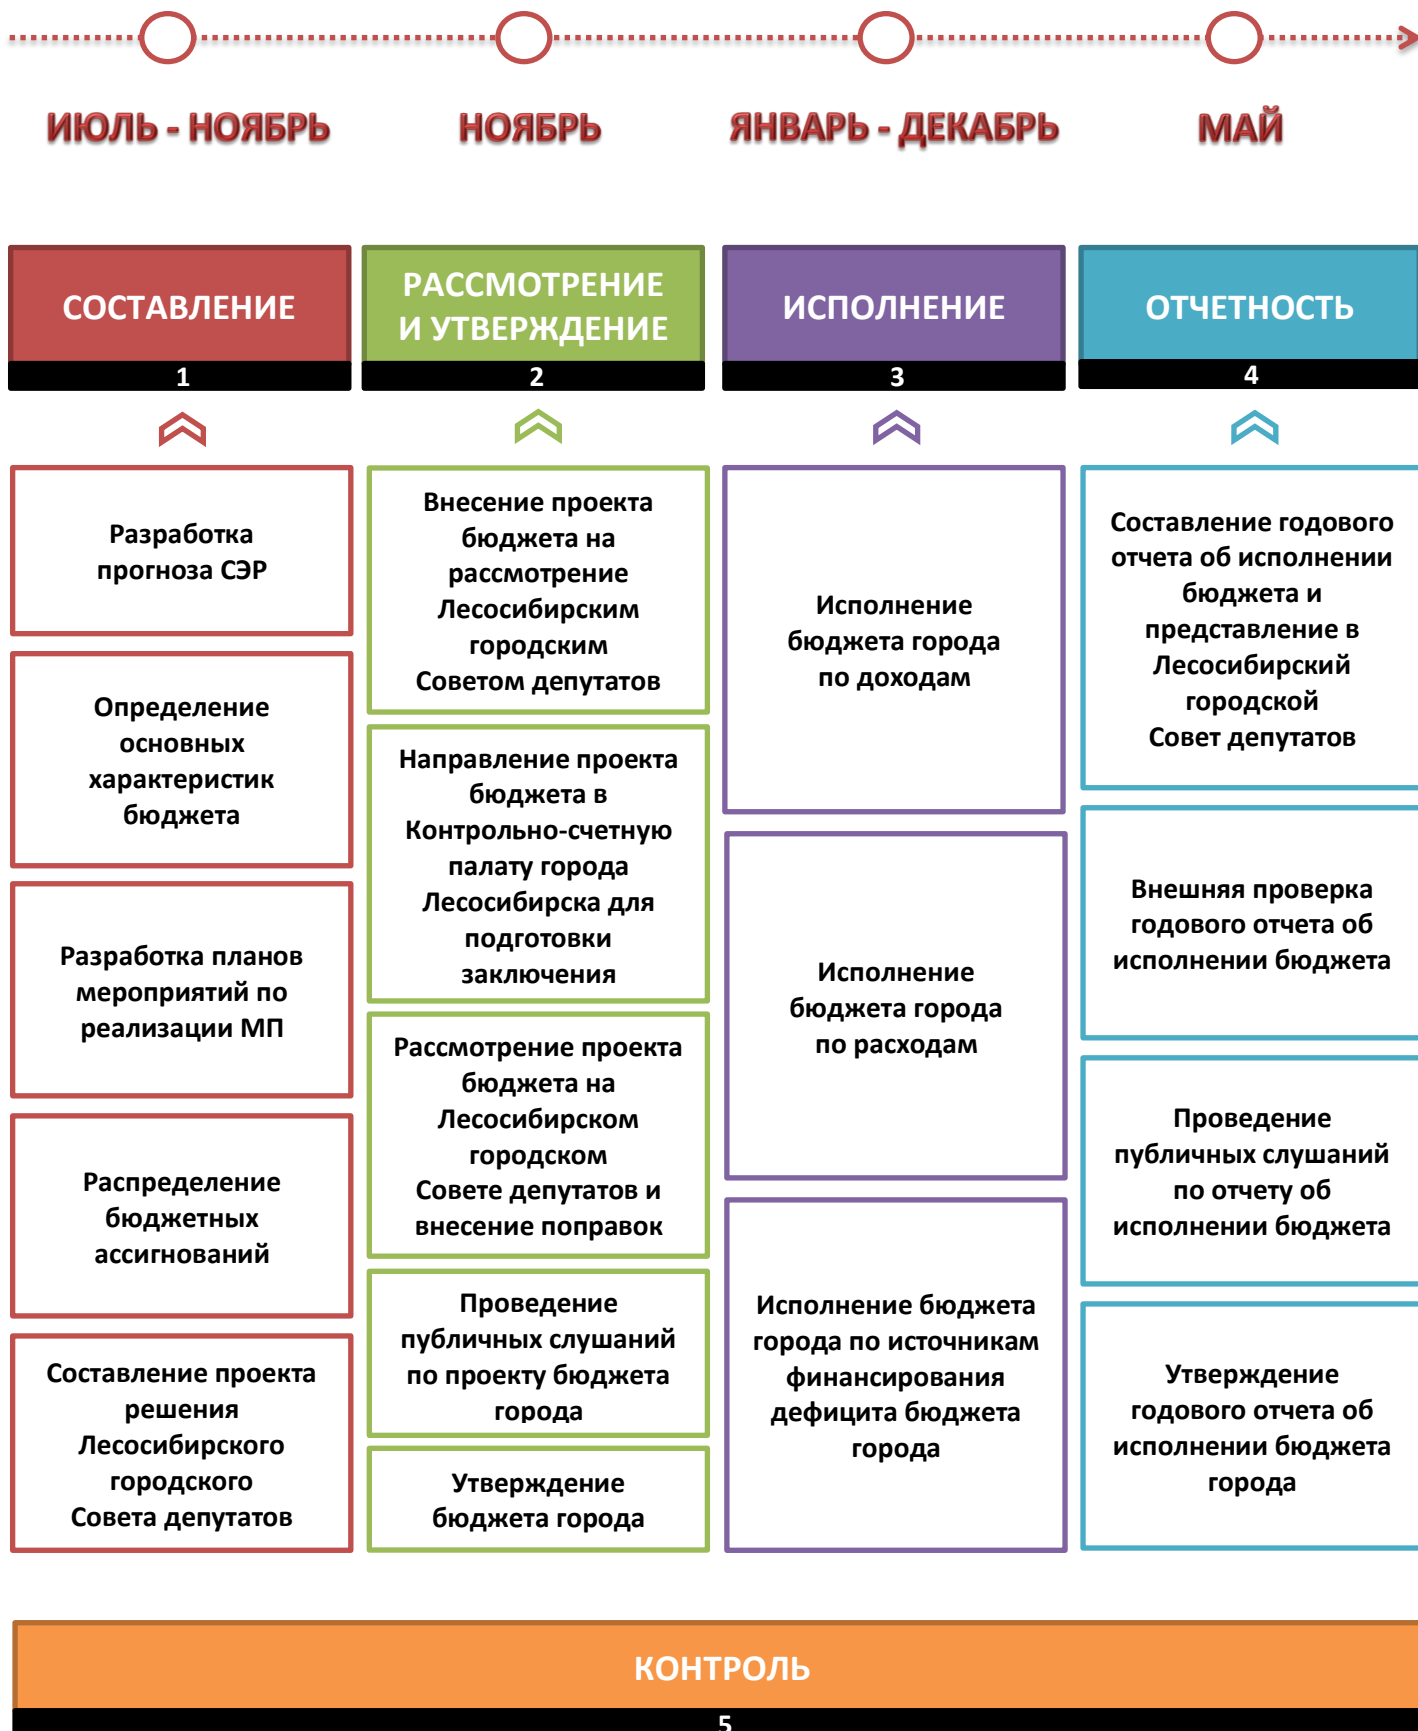 ИЮЛЬ - НОЯБРЬ
НОЯБРЬ
ЯНВАРЬ - ДЕКАБРЬ
МАЙ
СОСТАВЛЕНИЕ
1
РАССМОТРЕНИЕ
И УТВЕРЖДЕНИЕ
2
ИСПОЛНЕНИЕ
3
ОТЧЕТНОСТЬ
4
Разработка
прогноза СЭР
Определение
основных
характеристик
бюджета
Разработка планов
мероприятий по
реализации МП
Распределение
бюджетных
ассигнований
Составление проекта
решения
Лесосибирского
городского
Совета депутатов
Внесение проекта
бюджета на
рассмотрение
Лесосибирским
городским
Советом депутатов
Направление проекта
бюджета в
Контрольно-счетную
палату города
Лесосибирска для
подготовки
заключения
Рассмотрение проекта
бюджета на
Лесосибирском
городском
Совете депутатов и
внесение поправок
Проведение
публичных слушаний
по проекту бюджета
города
Утверждение
бюджета города
Исполнение
бюджета города
по доходам
Исполнение
бюджета города
по расходам
Исполнение бюджета
города по источникам
финансирования
дефицита бюджета
города
Составление годового
отчета об исполнении
бюджета и
представление в
Лесосибирский
городской
Совет депутатов
Внешняя проверка
годового отчета об
исполнении бюджета
Проведение
публичных слушаний
по отчету об
исполнении бюджета
Утверждение
годового отчета об
исполнении бюджета
города
КОНТРОЛЬ
5